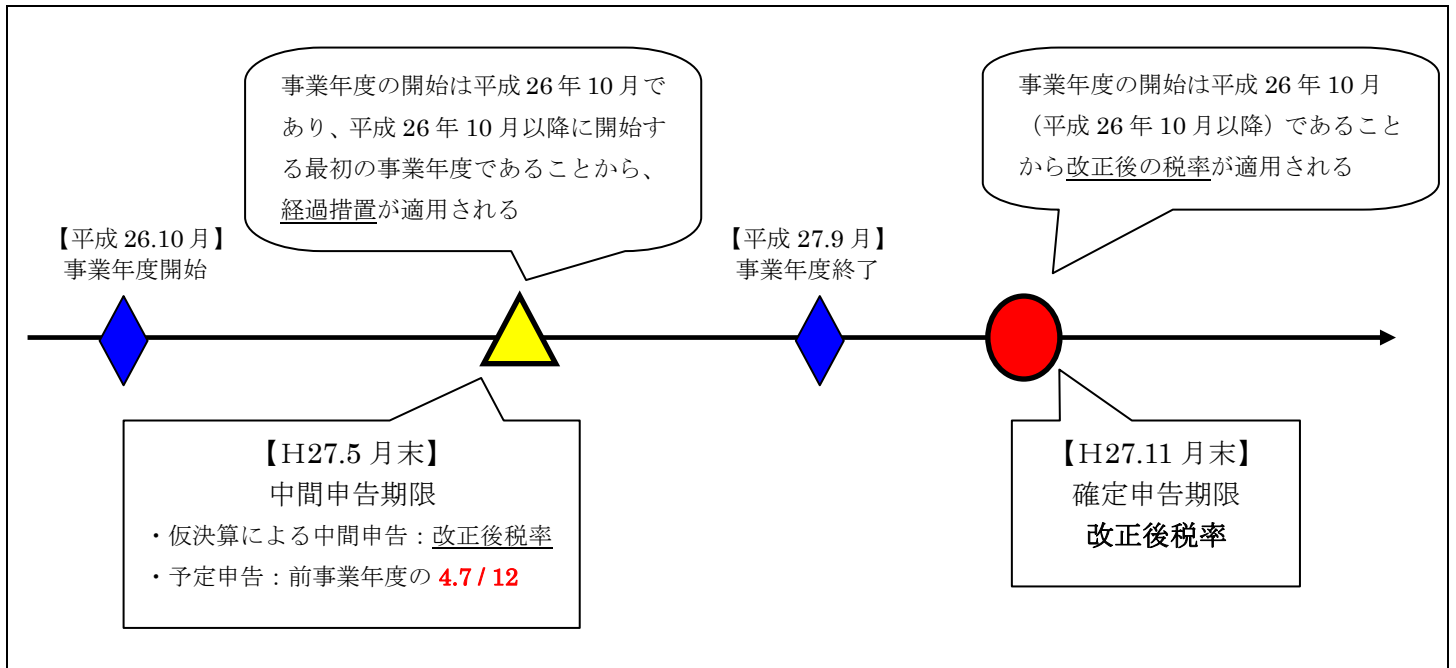 事業年度の開始は平成 26 年 10 月で
あり、平成 26 年 10 月以降に開始す
る最初の事業年度であることから、
経過措置が適用される
事業年度の開始は平成 26 年 10 月
(平成 26 年 10 月以降)であること
から改正後の税率が適用される
【平成 26.10 月】
事業年度開始
【平成 27.9 月】
事業年度終了
【H27.5 月末】
中間申告期限
・仮決算による中間申告:改正後税率
・予定申告:前事業年度の 4.7 / 12
【H27.11 月末】
確定申告期限
改正後税率